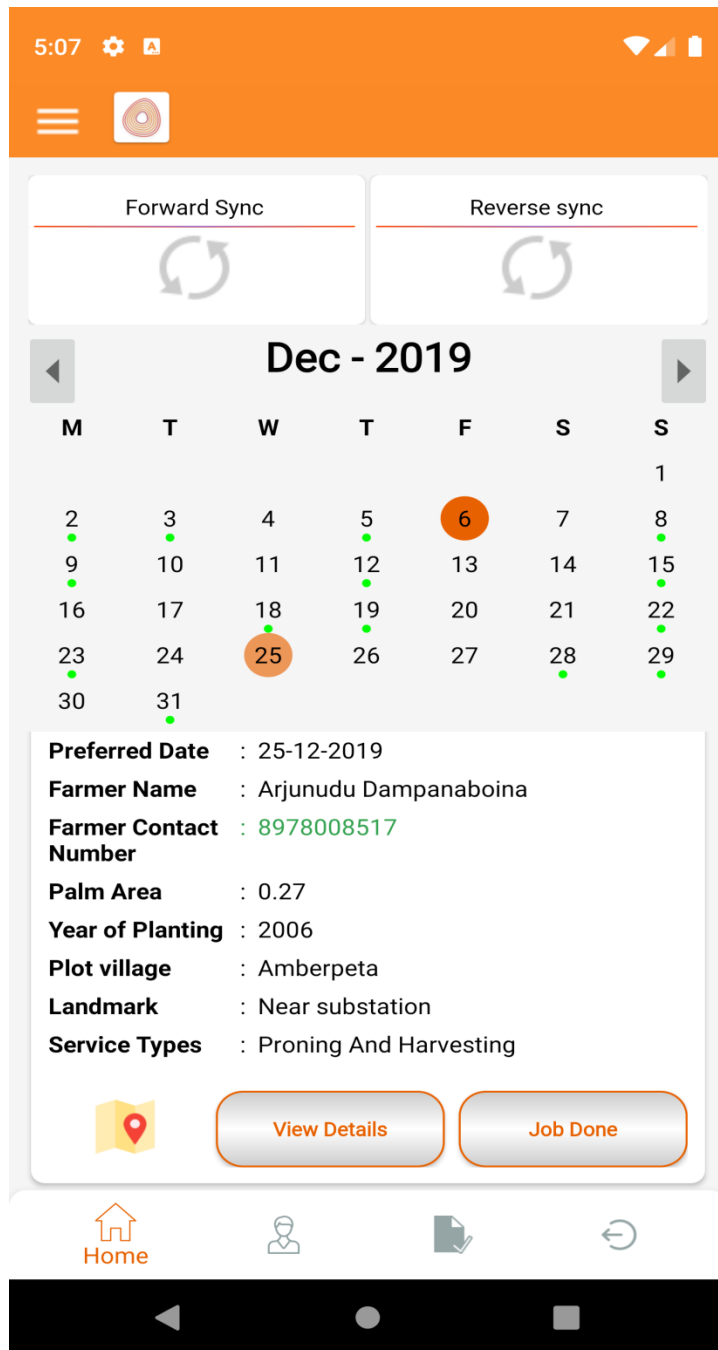 5:07
Forward Sync
Reverse sync
Dec - 2019
M T W T F S S
1
2 3 4 5 6 7 8
9 10 11 12 13 14 15
16 17 18 19 20 21 22
23 24 25 26 27 28 29
30 31
Preferred Date : 25-12-2019
Farmer Name : Arjunudu Dampanaboina
Farmer Contact : 8978008517
Number
Palm Area : 0.27
Year of Planting : 2006
Plot village : Amberpeta
Landmark : Near substation
Service Types : Proning And Harvesting
View Details
Job Done
Home